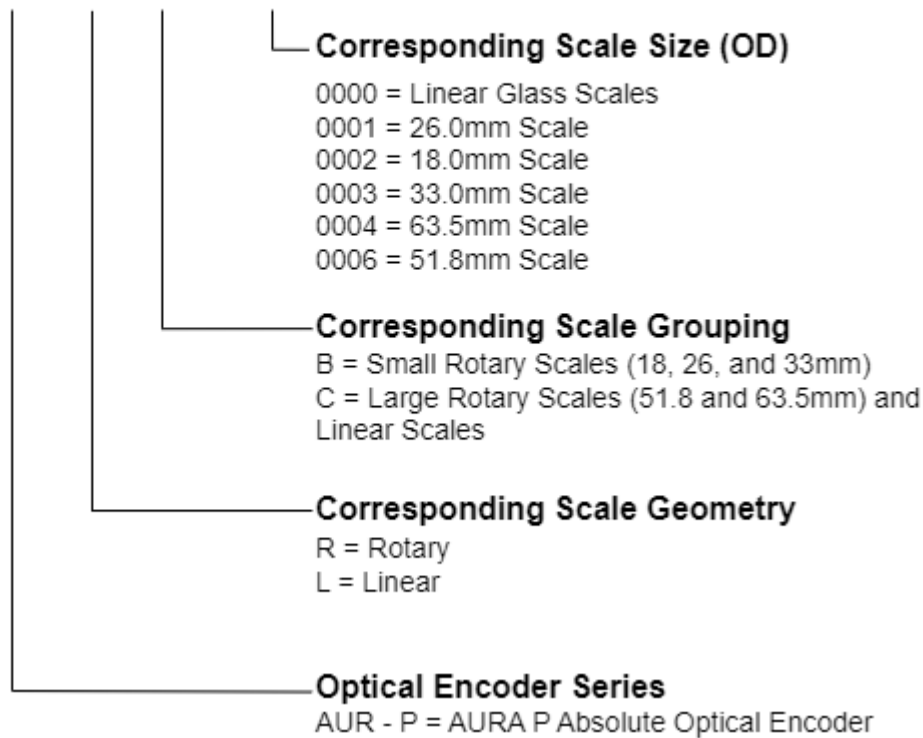 Corresponding Scale Size (OD)
0000 = Linear Glass Scales
0001 = 26.0mm Scale
0002 = 18.0mm Scale
0003 = 33.0mm Scale
0004 = 63.5mm Scale
0006 = 51.8mm Scale
Corresponding Scale Grouping
B = Small Rotary Scales (18, 26, and 33mm)
C = Large Rotary Scales (51.8 and 63.5mm) and
Linear Scales
Corresponding Scale Geometry
R = Rotary
L = Linear
Optical Encoder Series
AUR - P = AURA P Absolute Optical Encoder